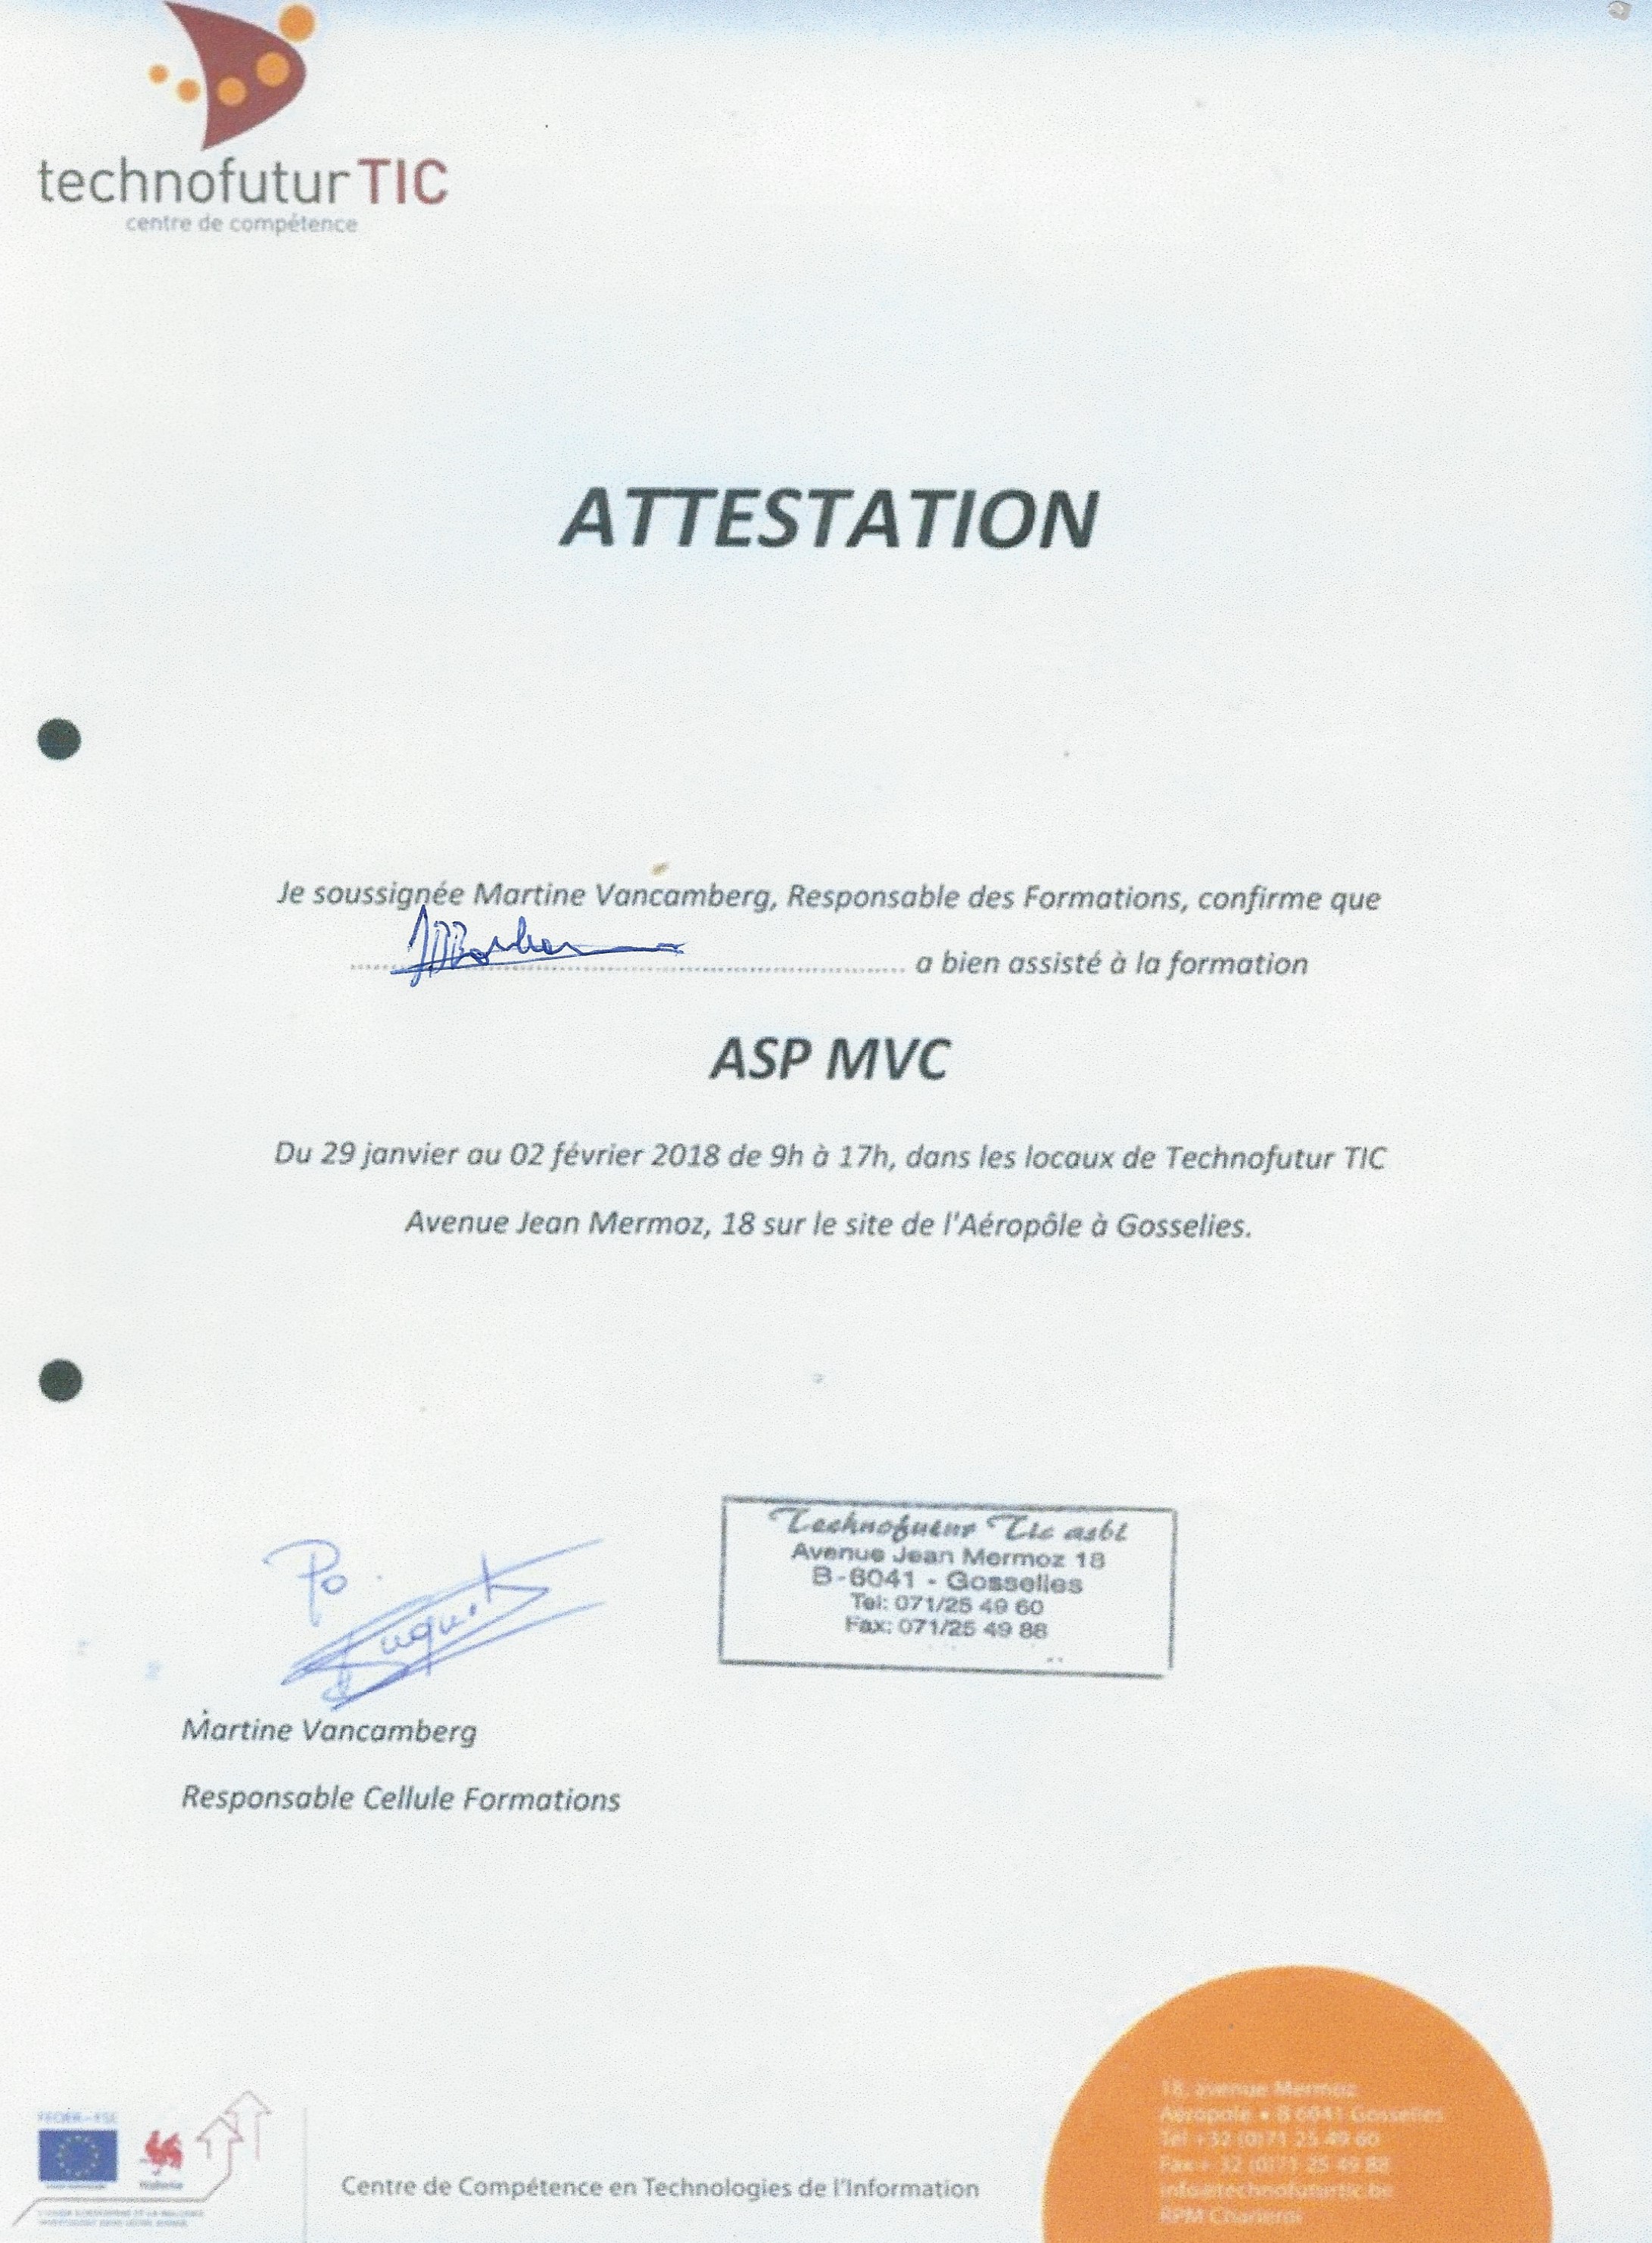 technofutur TIC
centre de compétence
ATTESTATION
Je soussignée Martine Vancamberg, Responsable des Formations, confirme que
a bien assisté à la formation
ASP MVC
Du 29 janvier au 02 février 2018 de 9h à 17h, dans les locaux de Technofutur TIC
Avenue Jean Mermoz, 18 sur le site de l'Aéropôle à Gosselies.
Technofutur Tic asbl
Avenue Jean Mermoz 18
B-6041 - Gosselies
Tel: 071/25 49 60
Fax: 071/25 49 88
Po
Martine Vancamberg
Responsable Cellule Formations
FEDER-FSE
Centre de Compétence en Technologies de l'Information
18, avenue Mermoz
Aéropole • B 6041 Gosselies
Tel +32 (0)71 25 49 60
Fax + 32 (0)71 25 49 88
info@technofuturtic.be
RPM Charleroi